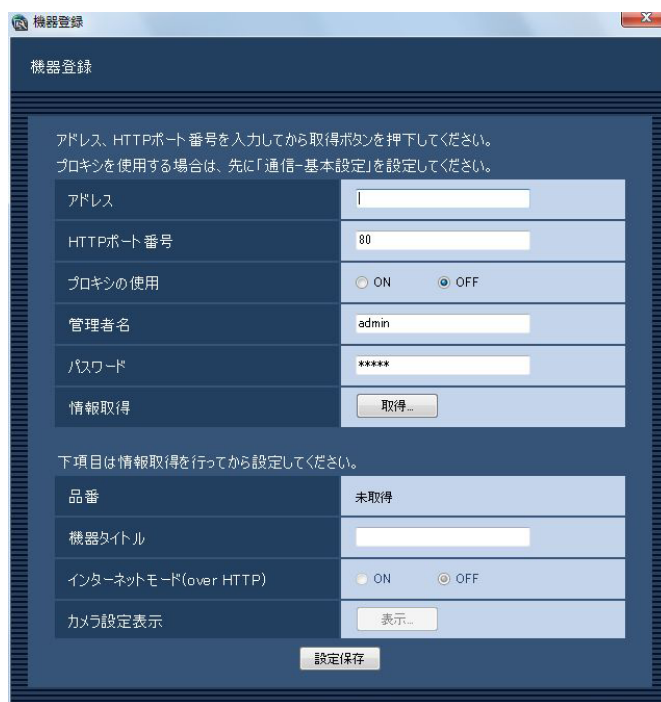 機器登録
機器登録
アドレス、HTTPポート番号を入力してから取得ボタンを押下してください。
プロキシを使用する場合は、先に「通信-基本設定」を設定してください。
アドレス
HTTPポート番号 80
プロキシの使用 ON OFF
管理者名 admin
パスワード *****
情報取得 取得...
下項目は情報取得を行ってから設定してください。
品番 未取得
機器タイトル
インターネットモード(over HTTP) ON OFF
カメラ設定表示 表示...
設定保存